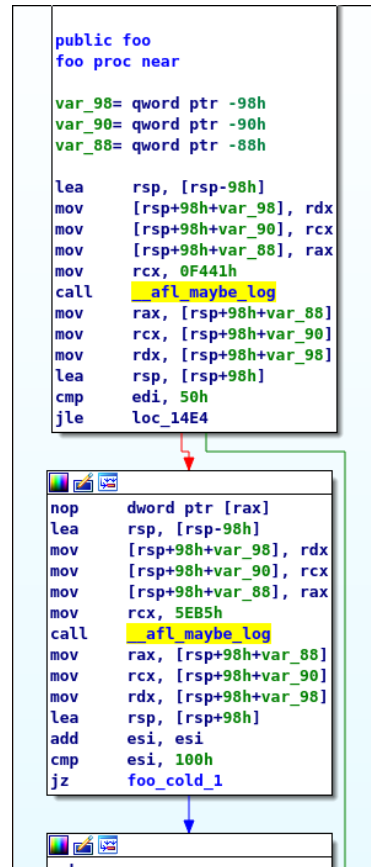 public foo
foo proc near
var_98= qword ptr -98h
var_90= qword ptr -90h
var_88= qword ptr -88h
lea rsp, [rsp-98h]
mov [rsp+98h+var_98], rdx
mov [rsp+98h+var_90], rcx
mov [rsp+98h+var_88], rax
mov rcx, 0F441h
call __afl_maybe_log
mov rax, [rsp+98h+var_88]
mov rcx, [rsp+98h+var_90]
mov rdx, [rsp+98h+var_98]
lea rsp, [rsp+98h]
cmp edi, 50h
jle loc_14E4
nop dword ptr [rax]
lea rsp, [rsp-98h]
mov [rsp+98h+var_98], rdx
mov [rsp+98h+var_90], rcx
mov [rsp+98h+var_88], rax
mov rcx, 5EB5h
call __afl_maybe_log
mov rax, [rsp+98h+var_88]
mov rcx, [rsp+98h+var_90]
mov rdx, [rsp+98h+var_98]
lea rsp, [rsp+98h]
add esi, esi
cmp esi, 100h
jz foo_cold_1